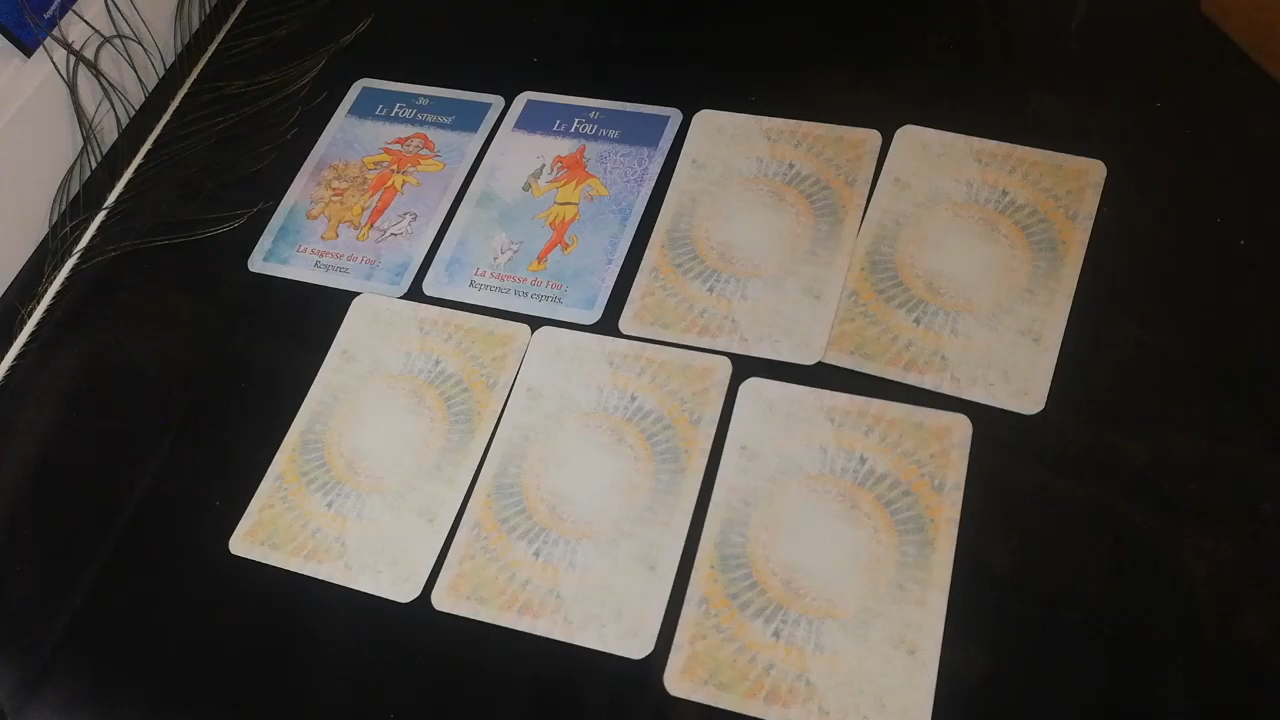 -30-
LE FOU STRESSÉ
La sagesse du Fou :
Respirez.
-41-
LE FOU IVRE
La sagesse du Fou :
Reprenez vos esprits.